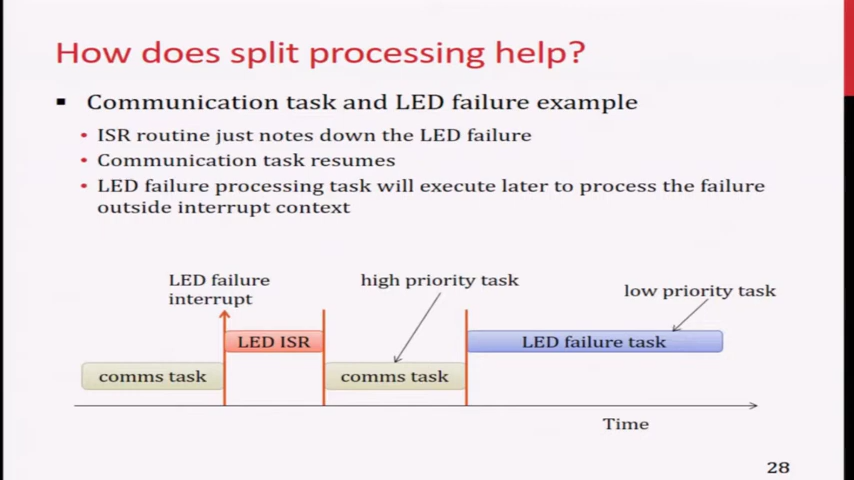 How does split processing help?
▪ Communication task and LED failure example
• ISR routine just notes down the LED failure
• Communication task resumes
• LED failure processing task will execute later to process the failure
outside interrupt context
LED failure
interrupt
high priority task
low priority task
LED ISR
LED failure task
comms task
comms task
Time
28